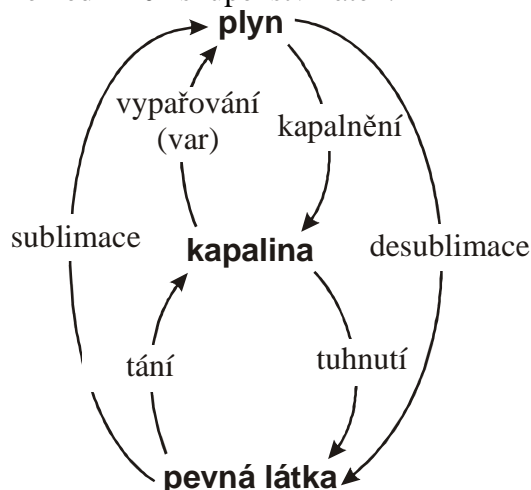 plyn
vypařování
(var)
kapalnění
sublimace
kapalina
desublimace
tání
tuhnutí
pevná látka